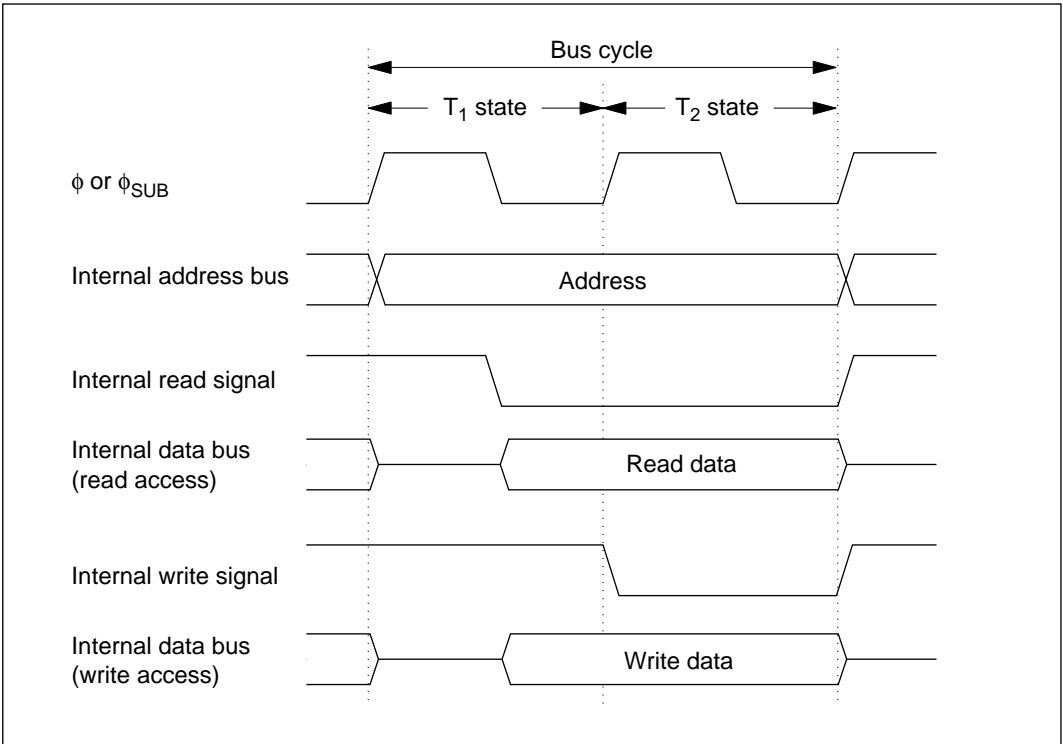 Bus cycle
T₁ state
T₂ state
φ or φSUB
Internal address bus
Address
Internal read signal
Internal data bus
(read access)
Read data
Internal write signal
Internal data bus
(write access)
Write data